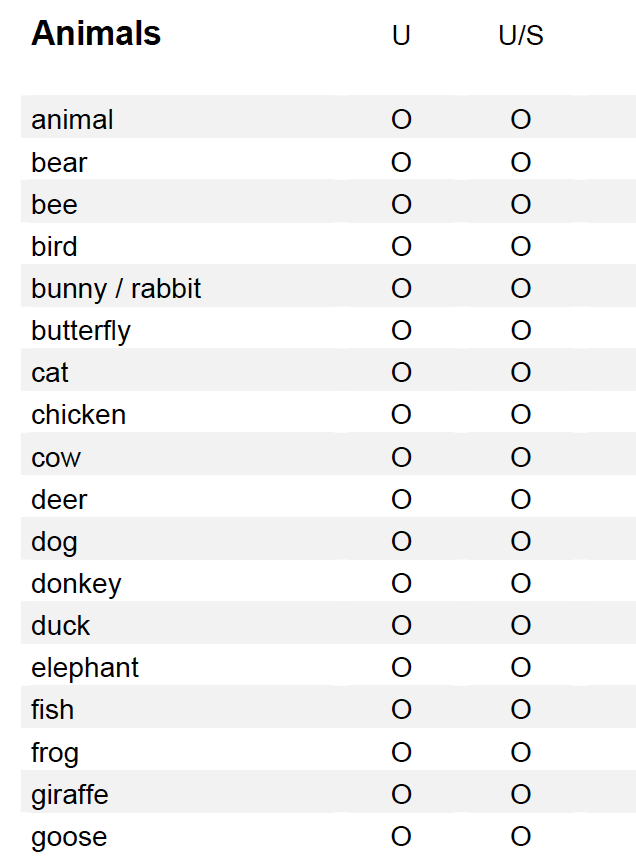 Animals U U/S
animal O O
bear O O
bee O O
bird O O
bunny / rabbit O O
butterfly O O
cat O O
chicken O O
cow O O
deer O O
dog O O
donkey O O
duck O O
elephant O O
fish O O
frog O O
giraffe O O
goose O O